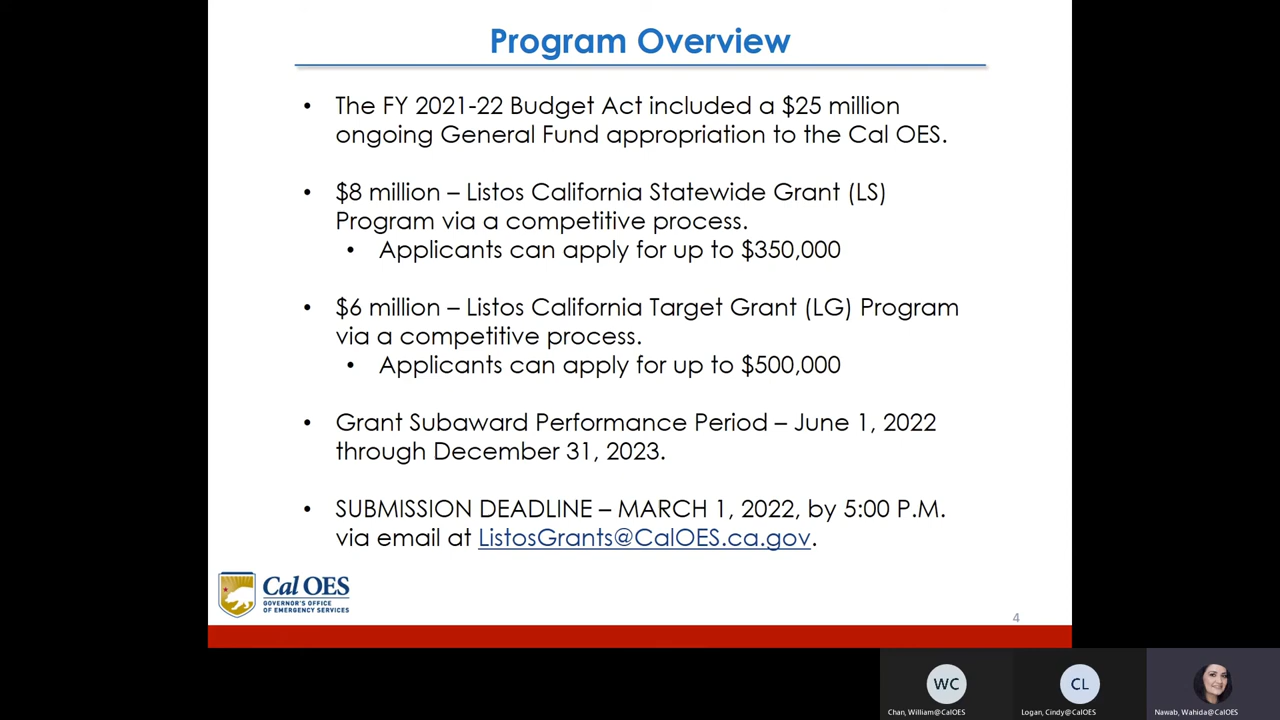 Program Overview
• The FY 2021-22 Budget Act included a $25 million
ongoing General Fund appropriation to the Cal OES.
• $8 million – Listos California Statewide Grant (LS)
Program via a competitive process.
• Applicants can apply for up to $350,000
• $6 million – Listos California Target Grant (LG) Program
via a competitive process.
• Applicants can apply for up to $500,000
• Grant Subaward Performance Period – June 1, 2022
through December 31, 2023.
• SUBMISSION DEADLINE – MARCH 1, 2022, by 5:00 P.M.
via email at ListosGrants@CalOES.ca.gov.
Cal OES
GOVERNOR'S OFFICE
OF EMERGENCY SERVICES
4
WC
CL
Chan, William@CalOES
Logan, Cindy@CalOES
Nawab, Wahida@CalOES